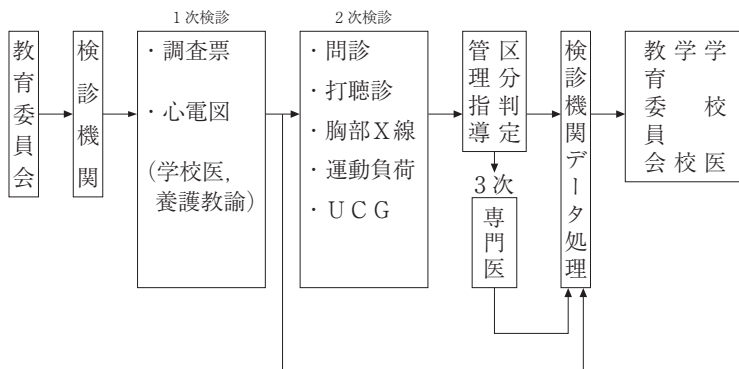 1次検診
2次検診
教育委員会
検診機関
・調査票
・心電図
(学校医，
養護教諭)
・問診
・打聴診
・胸部X線
・運動負荷
・UCG
区分判定
管理指導
3次
専門医
検診機関データ処理
学校医
学校
教育委員会